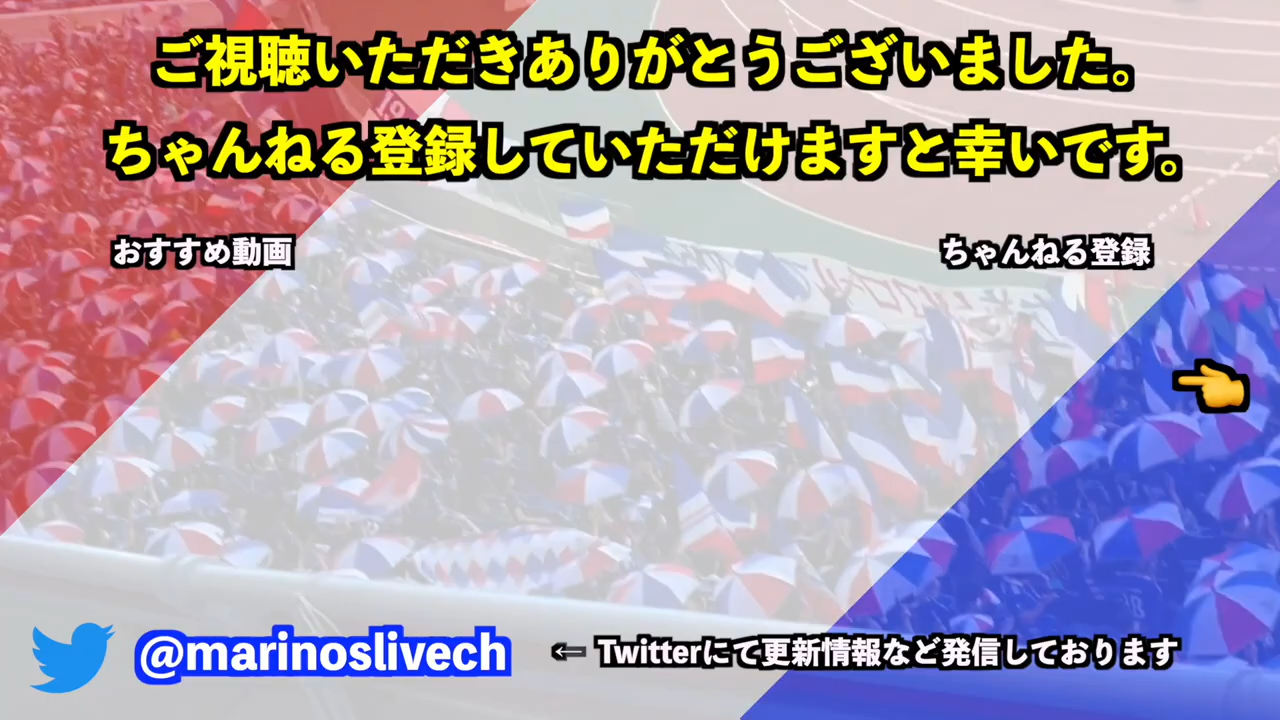 ご視聴いただきありがとうございました。
ちゃんねる登録していただけますと幸いです。
おすすめ動画
ちゃんねる登録
@marinoslivech
← Twitterにて更新情報など発信しております